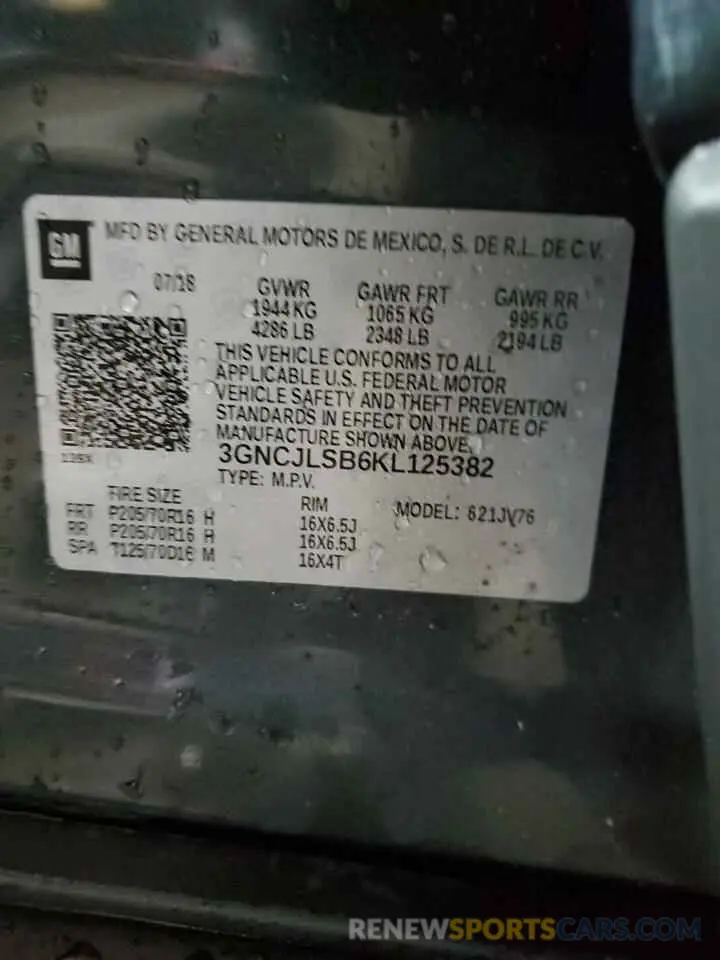 GM MFD BY GENERAL MOTORS DE MEXICO, S. DE R.L. DE C.V.
07/18 GVWR GAWR FRT GAWR RR
1944 KG 1065 KG 995 KG
4286 LB 2348 LB 2194 LB
THIS VEHICLE CONFORMS TO ALL
APPLICABLE U.S. FEDERAL MOTOR
VEHICLE SAFETY AND THEFT PREVENTION
STANDARDS IN EFFECT ON THE DATE OF
MANUFACTURE SHOWN ABOVE.
3GNCJLSB6KL125382
TYPE: M.P.V.
TIRE SIZE RIM MODEL: 621JV76
FRT P205/70R16 H 16X6.5J
RR P205/70R16 H 16X6.5J
SPA T125/70D16 M 16X4T
RENEWSPORTSCARS.COM